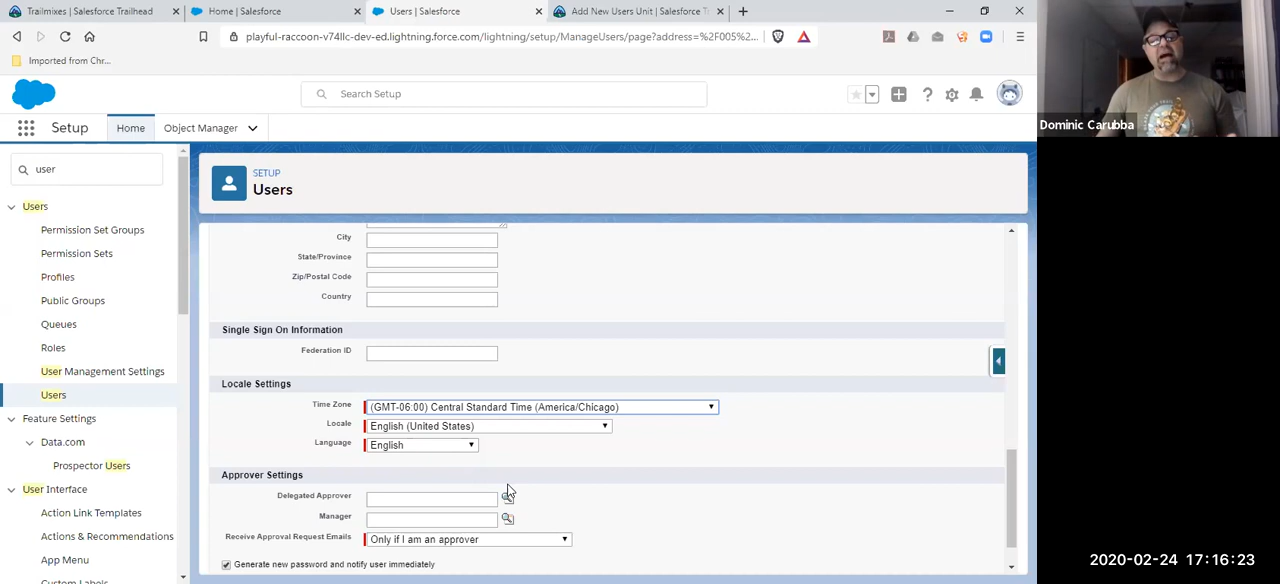 Trailmixes | Salesforce Trailhead
Home | Salesforce
Users | Salesforce
Add New Users Unit | Salesforce T
playful-raccoon-v74llc-dev-ed.lightning.force.com/lightning/setup/ManageUsers/page?address=%2F005%2...
Imported from Chr...
Search Setup
Setup
Home
Object Manager
user
Users
Permission Set Groups
Permission Sets
Profiles
Public Groups
Queues
Roles
User Management Settings
Users
Feature Settings
Data.com
Prospector Users
User Interface
Action Link Templates
Actions & Recommendations
App Menu
Custom Labels
SETUP
Users
City
State/Province
Zip/Postal Code
Country
Single Sign On Information
Federation ID
Locale Settings
Time Zone
(GMT-06:00) Central Standard Time (America/Chicago)
Locale
English (United States)
Language
English
Approver Settings
Delegated Approver
Manager
Receive Approval Request Emails
Only if I am an approver
Generate new password and notify user immediately
Dominic Carubba
2020-02-24 17:16:23